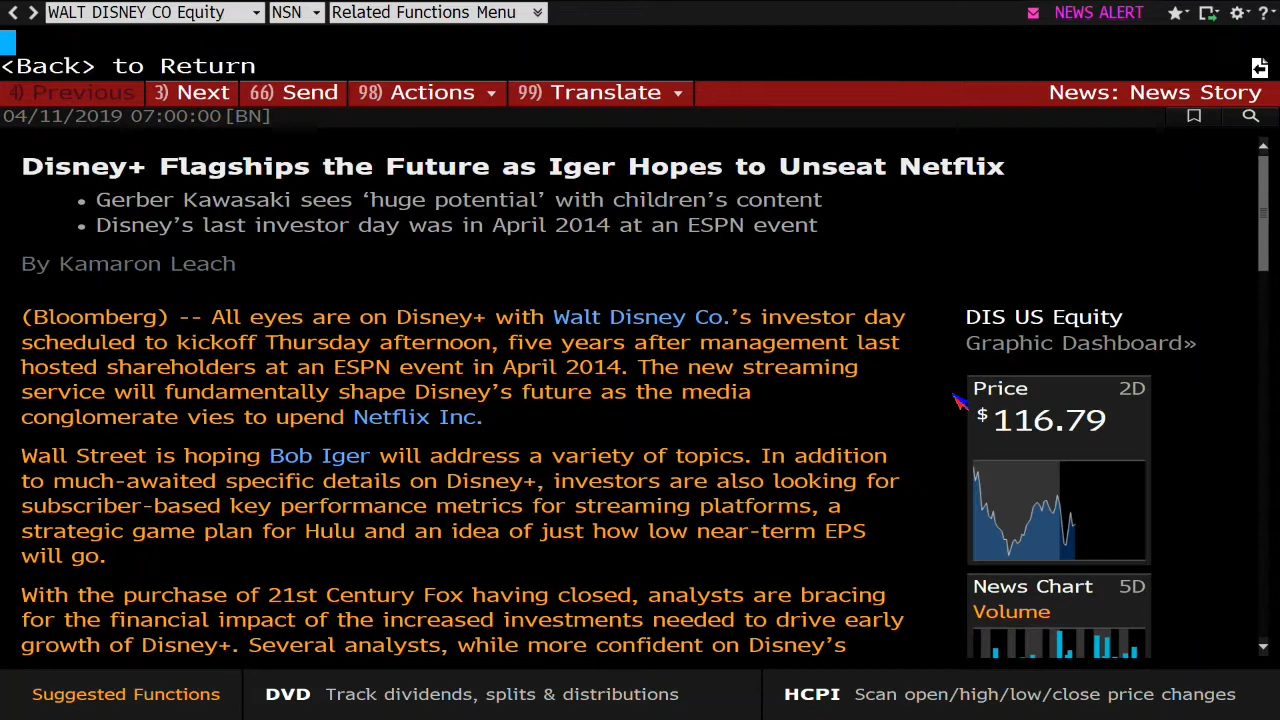 WALT DISNEY CO Equity NSN Related Functions Menu NEWS ALERT ?
<Back> to Return
4) Previous 3) Next 66) Send 98) Actions 99) Translate News: News Story
04/11/2019 07:00:00 [BN]
Disney+ Flagships the Future as Iger Hopes to Unseat Netflix
• Gerber Kawasaki sees ‘huge potential’ with children’s content
• Disney’s last investor day was in April 2014 at an ESPN event
By Kamaron Leach
(Bloomberg) -- All eyes are on Disney+ with Walt Disney Co.’s investor day
scheduled to kickoff Thursday afternoon, five years after management last
hosted shareholders at an ESPN event in April 2014. The new streaming
service will fundamentally shape Disney’s future as the media
conglomerate vies to upend Netflix Inc.
Wall Street is hoping Bob Iger will address a variety of topics. In addition
to much-awaited specific details on Disney+, investors are also looking for
subscriber-based key performance metrics for streaming platforms, a
strategic game plan for Hulu and an idea of just how low near-term EPS
will go.
With the purchase of 21st Century Fox having closed, analysts are bracing
for the financial impact of the increased investments needed to drive early
growth of Disney+. Several analysts, while more confident on Disney’s
DIS US Equity
Graphic Dashboard»
Price 2D
$116.79
News Chart 5D
Volume
Suggested Functions DVD Track dividends, splits & distributions HCPI Scan open/high/low/close price changes